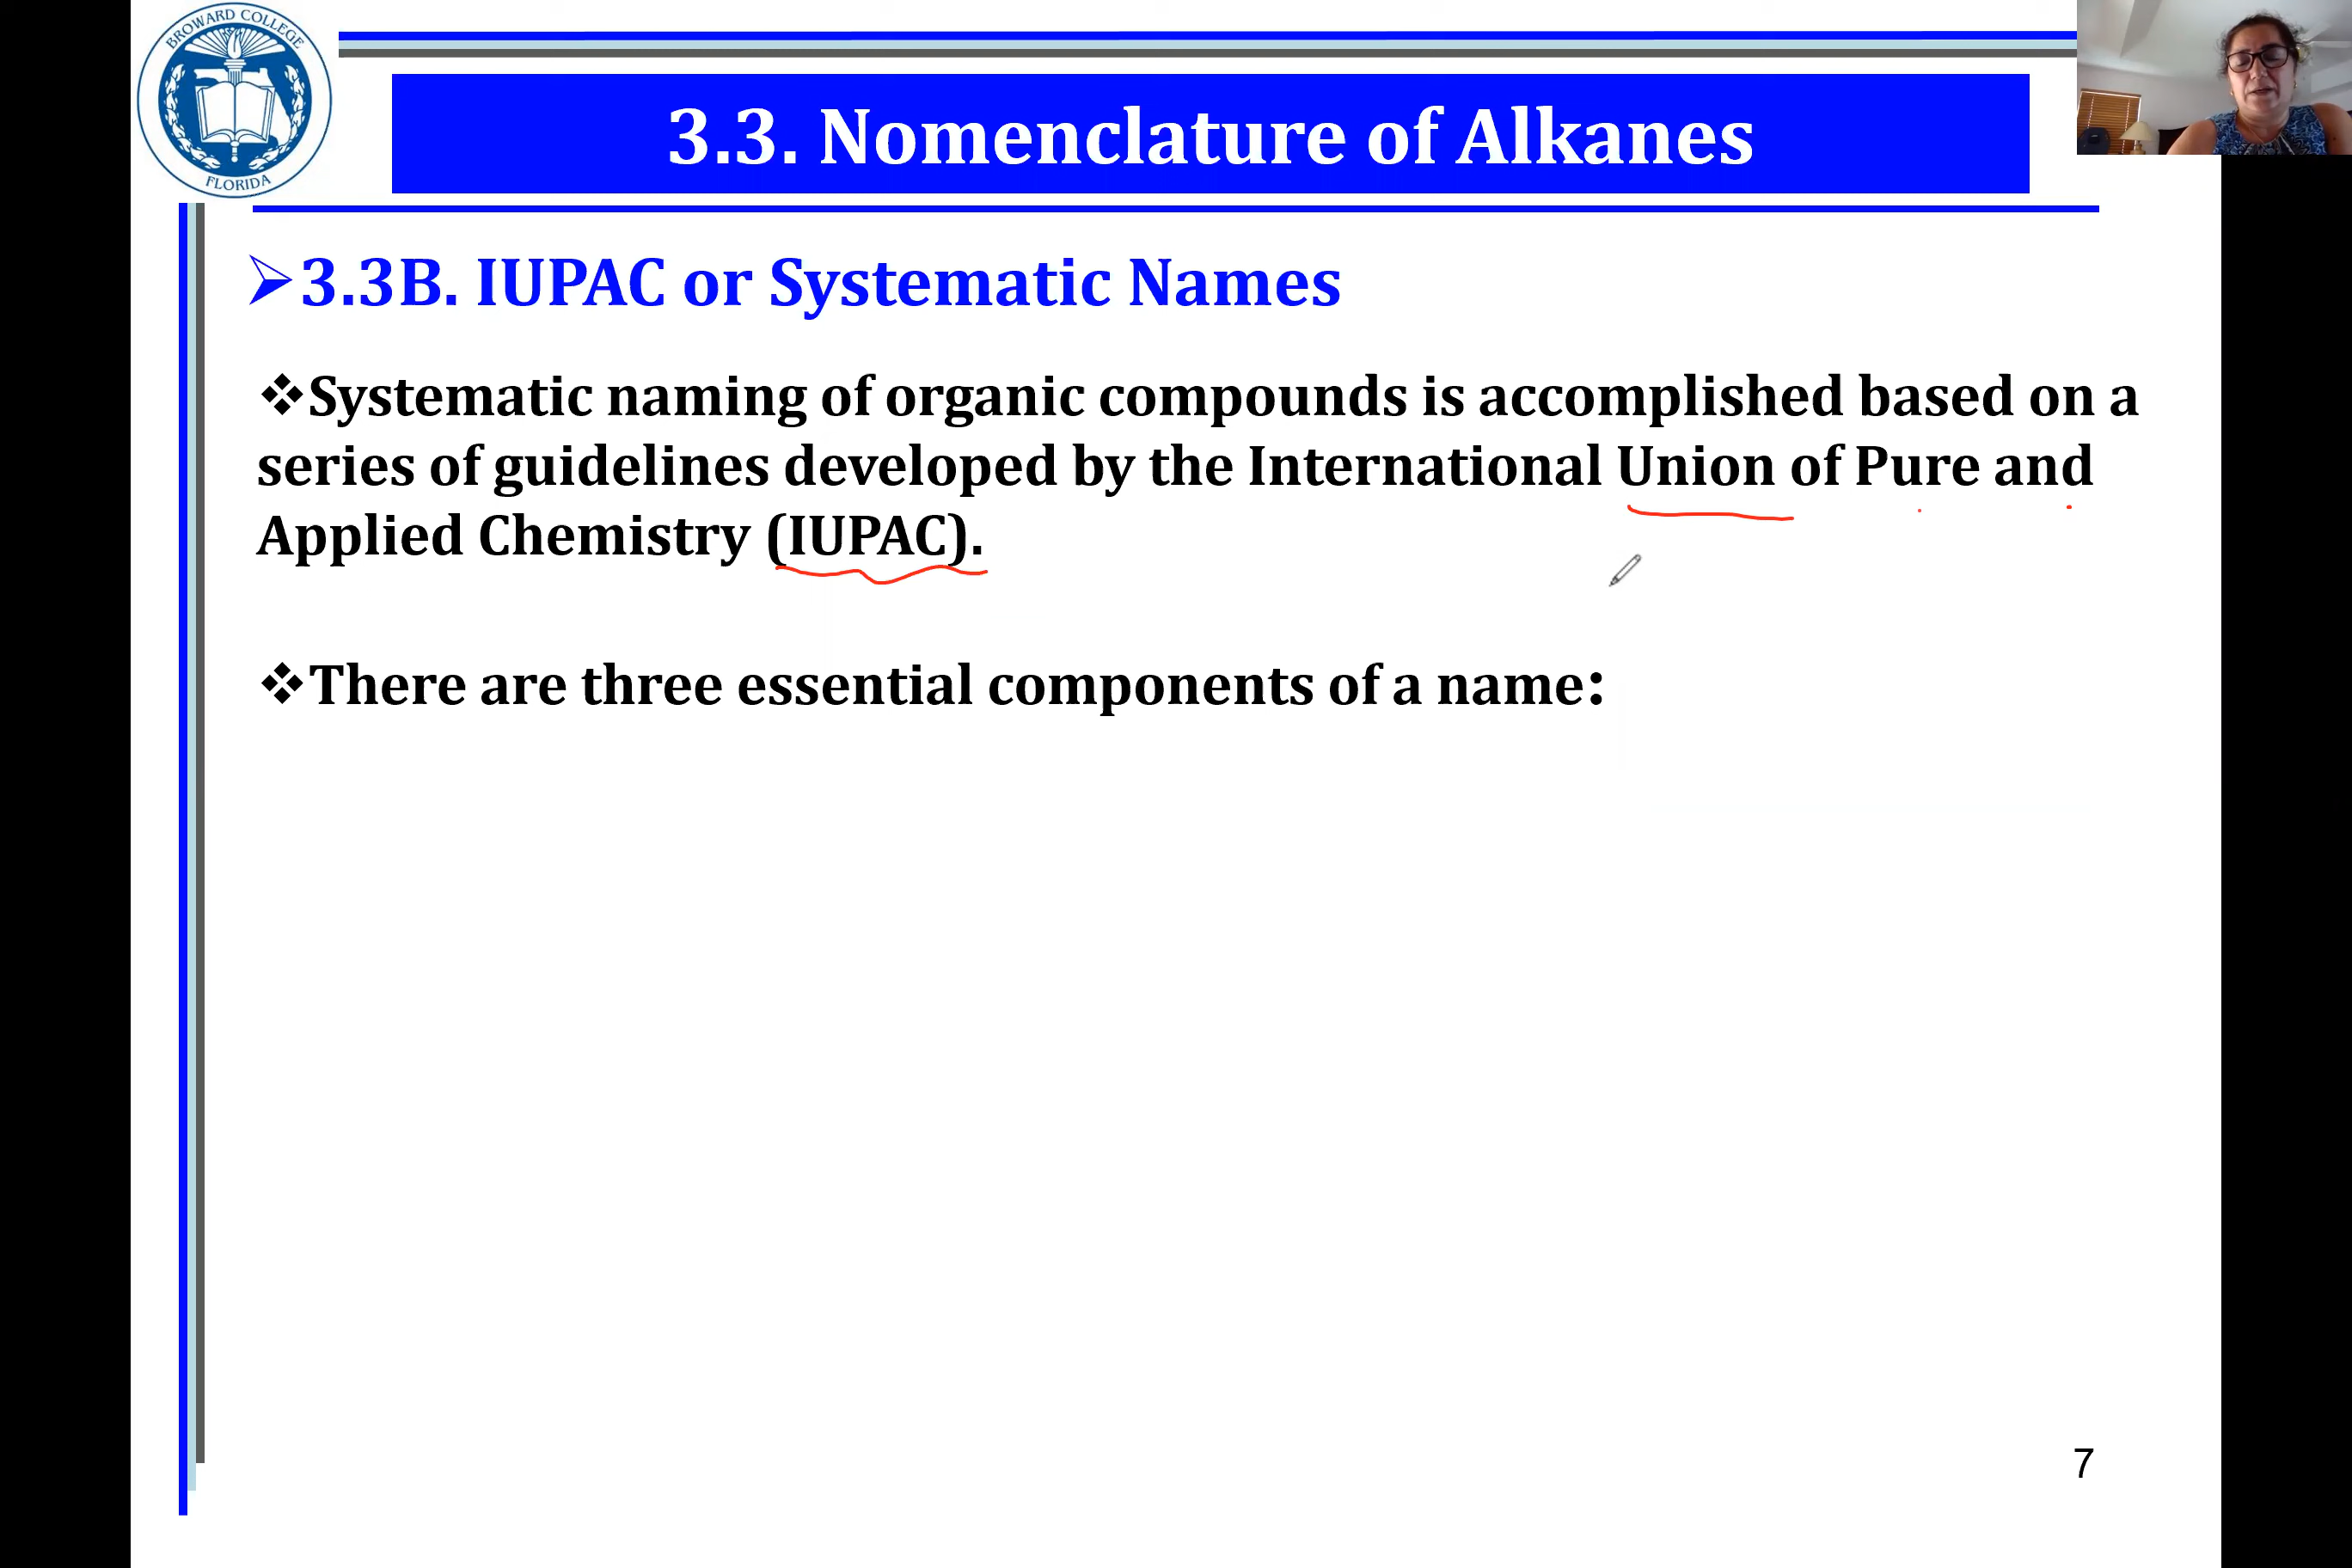 BROWARD COLLEGE
FLORIDA
3.3. Nomenclature of Alkanes
➢3.3B. IUPAC or Systematic Names
❖Systematic naming of organic compounds is accomplished based on a
series of guidelines developed by the International Union of Pure and
Applied Chemistry (IUPAC).
❖There are three essential components of a name:
7